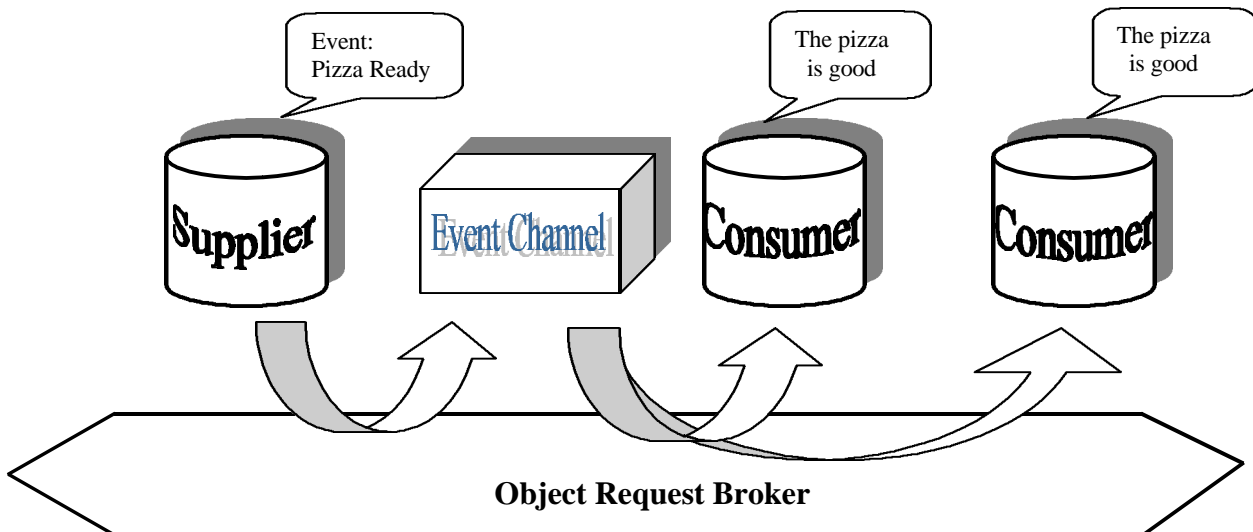 Event:
Pizza Ready
The pizza
is good
The pizza
is good
Supplier
Event Channel
Consumer
Consumer
Object Request Broker